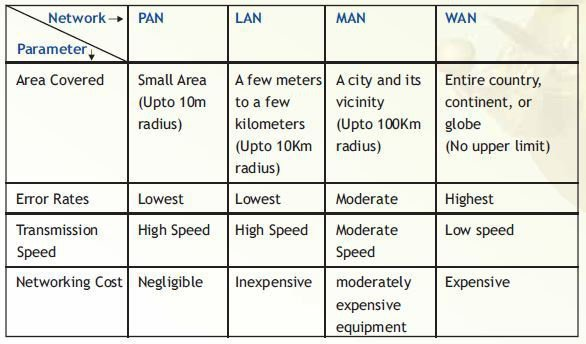 Network → PAN LAN MAN WAN
Parameter↓
Area Covered Small Area A few meters A city and its Entire country,
(Upto 10m to a few vicinity continent, or
radius) kilometers (Upto 100Km globe
(Upto 10Km radius) (No upper limit)
radius)
Error Rates Lowest Lowest Moderate Highest
Transmission High Speed High Speed Moderate Low speed
Speed Speed
Networking Cost Negligible Inexpensive moderately Expensive
expensive
equipment